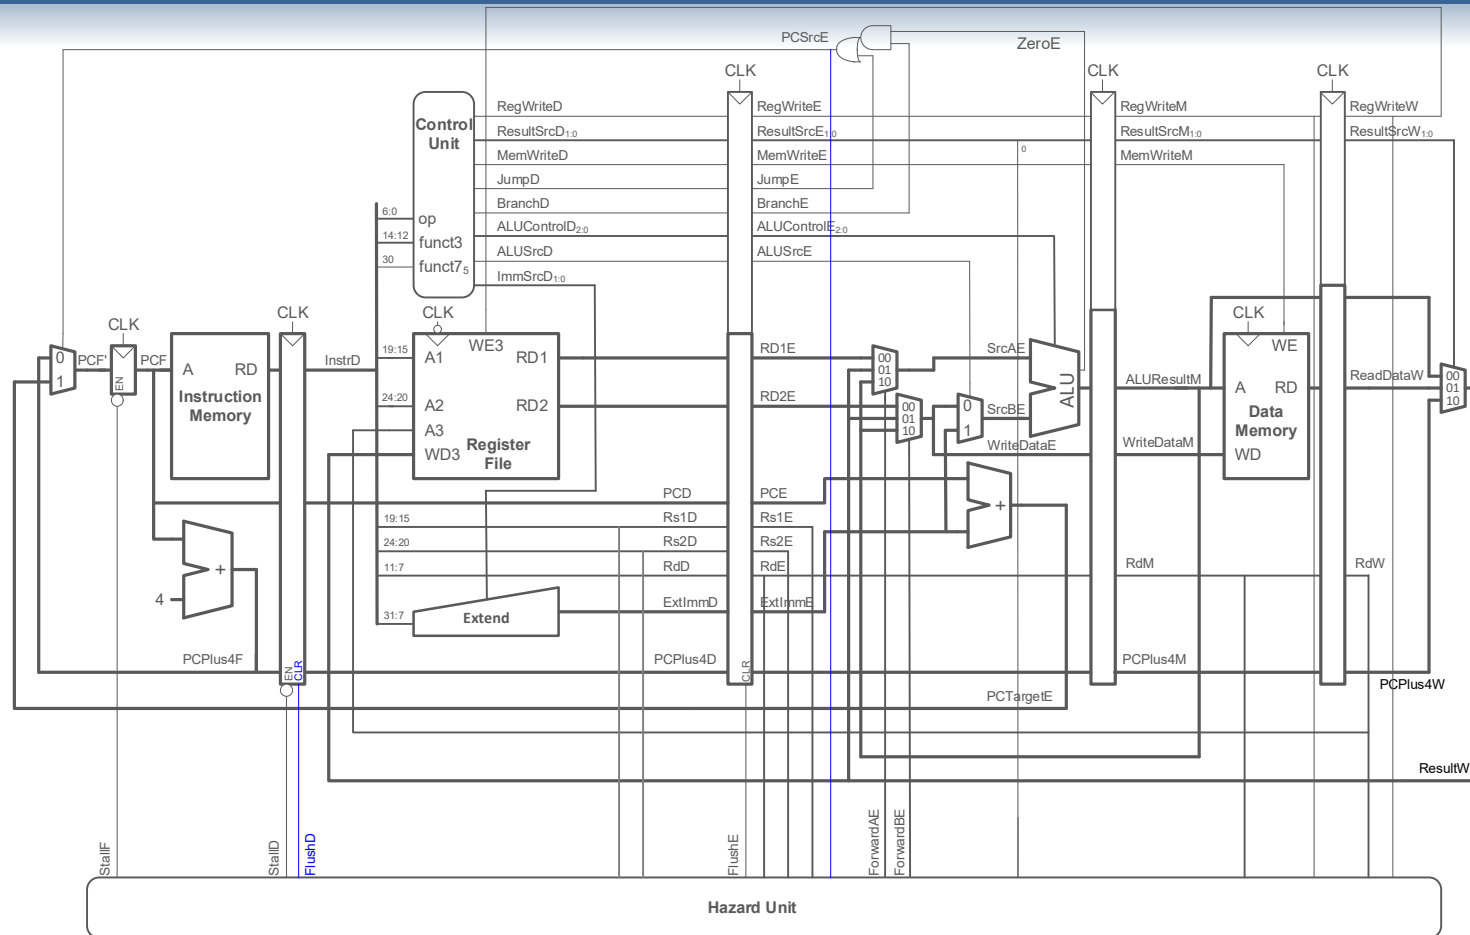 PCSrcE
ZeroE
CLK
CLK
CLK
Control
Unit
RegWriteD
RegWriteE
RegWriteM
RegWriteW
ResultSrcD1:0
ResultSrcE1:0
0
ResultSrcM1:0
ResultSrcW1:0
MemWriteD
MemWriteE
MemWriteM
JumpD
JumpE
BranchD
BranchE
6:0
op
ALUControlD2:0
ALUControlE2:0
14:12
funct3
ALUSrcD
ALUSrcE
30
funct75
ImmSrcD1:0
CLK
CLK
CLK
CLK
0
1
PCF'
EN
PCF
A
RD
Instruction
Memory
InstrD
19:15
A1
WE3
RD1
RD1E
00
01
10
SrcAE
ALU
ALUResultM
WE
A
RD
ReadDataW
00
01
10
24:20
A2
RD2
RD2E
00
01
10
0
1
SrcBE
Data
Memory
A3
WD3
Register
File
WriteDataE
WriteDataM
WD
PCD
PCE
+
19:15
Rs1D
Rs1E
24:20
Rs2D
Rs2E
11:7
RdD
RdE
RdM
RdW
+
4
31:7
Extend
ExtImmD
ExtImmE
PCPlus4F
EN
CLR
PCPlus4D
CLR
PCPlus4M
PCPlus4W
PCTargetE
ResultW
StallF
StallD
FlushD
FlushE
ForwardAE
ForwardBE
Hazard Unit